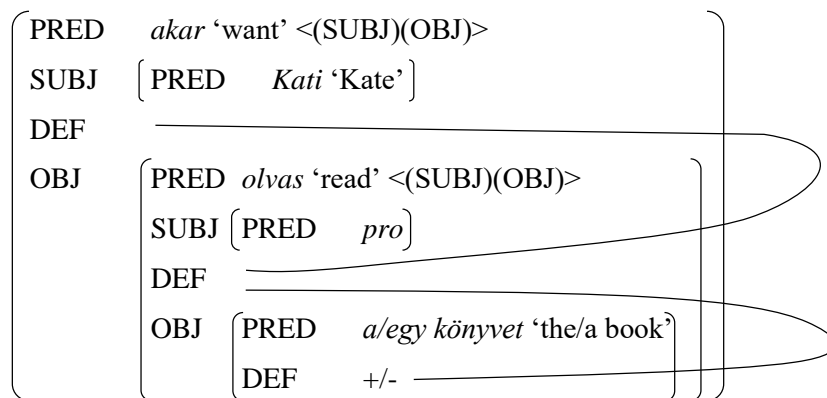 PRED akar ‘want’ <(SUBJ)(OBJ)>
SUBJ PRED Kati ‘Kate’
DEF
OBJ PRED olvas ‘read’ <(SUBJ)(OBJ)>
SUBJ PRED pro
DEF
OBJ PRED a/egy könyvet ‘the/a book’
DEF +/-